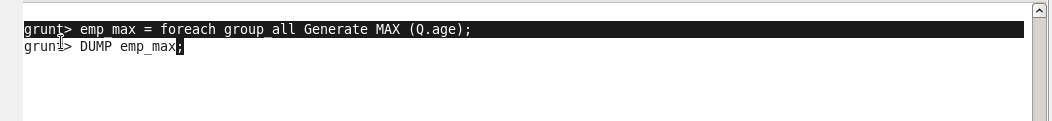 grunt> emp_max = foreach group_all Generate MAX (Q.age);
grunt> DUMP emp_max;